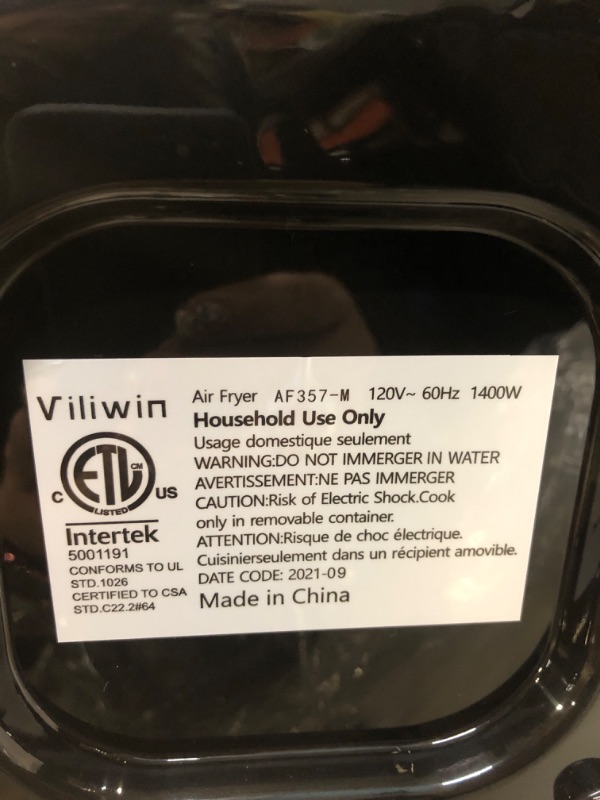 Viliwin
Air Fryer AF357-M 120V~ 60Hz 1400W
Household Use Only
Usage domestique seulement
WARNING:DO NOT IMMERGER IN WATER
AVERTISSEMENT:NE PAS IMMERGER
CAUTION:Risk of Electric Shock.Cook
only in removable container.
ATTENTION:Risque de choc électrique.
Cuisinierseulement dans un récipient amovible.
DATE CODE: 2021-09
Made in China
ETL CM
C US
LISTED
Intertek
5001191
CONFORMS TO UL
STD.1026
CERTIFIED TO CSA
STD.C22.2#64